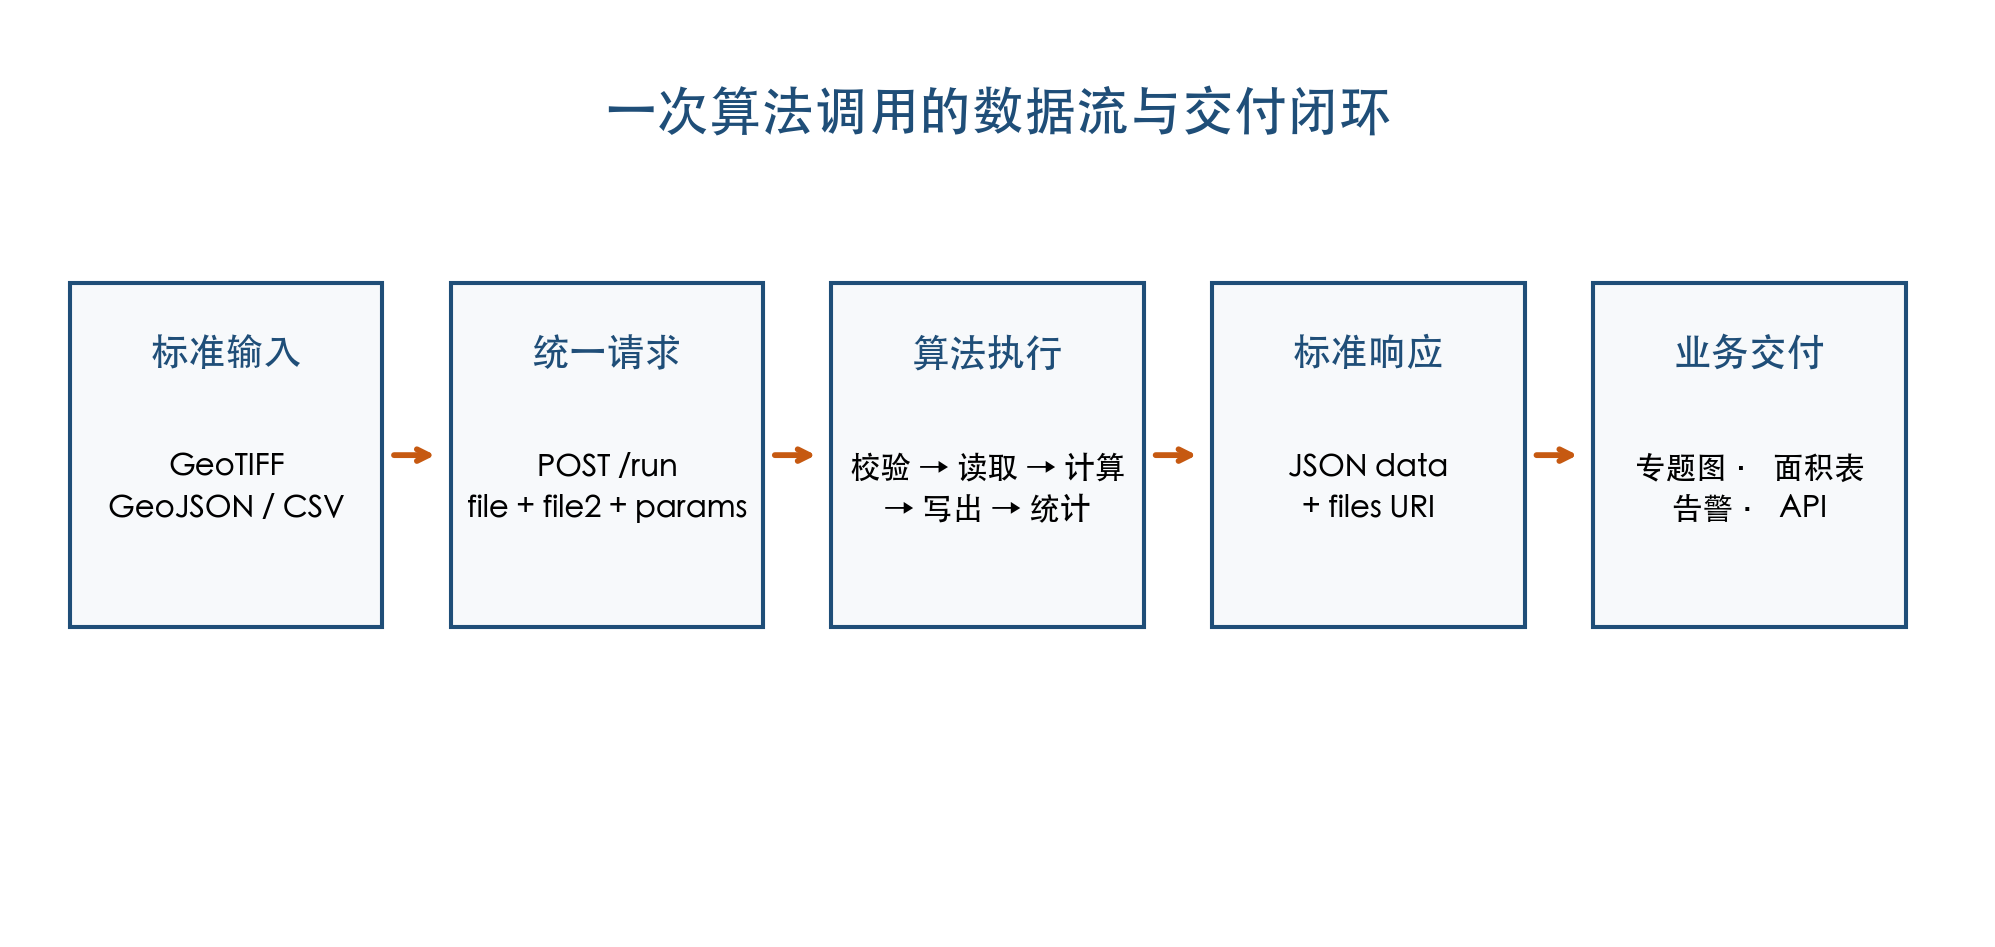 一次算法调用的数据流与交付闭环
标准输入
GeoTIFF
GeoJSON / CSV
统一请求
POST /run
file + file2 + params
算法执行
校验 → 读取 → 计算
→ 写出 → 统计
标准响应
JSON data
+ files URI
业务交付
专题图 · 面积表
告警 · API